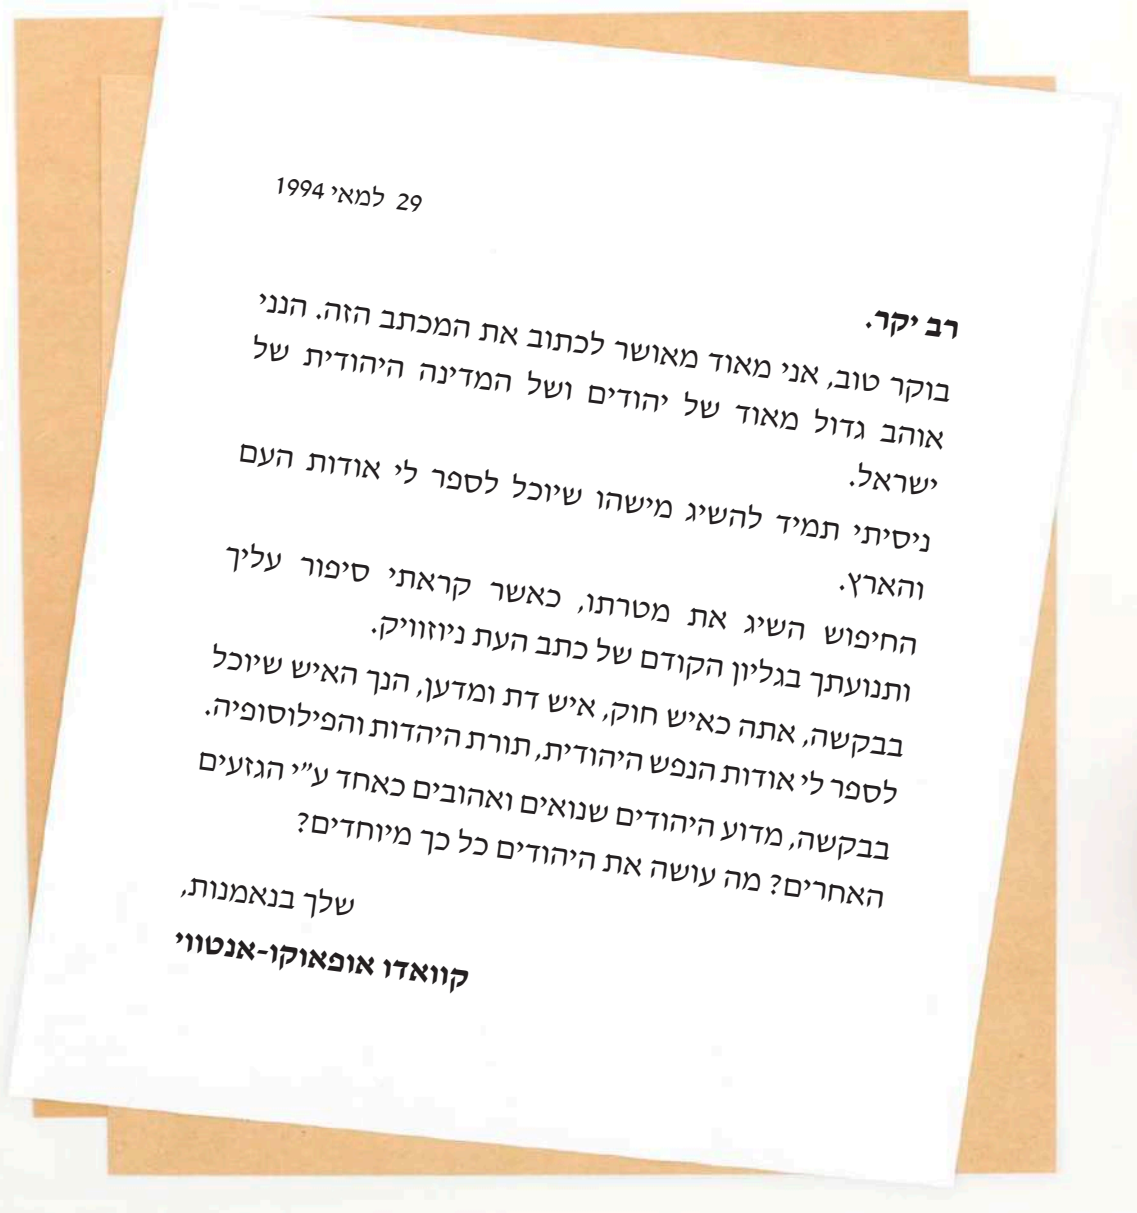 29 למאי 1994
רב יקר.
בוקר טוב, אני מאוד מאושר לכתוב את המכתב הזה. הנני
אוהב גדול מאוד של יהודים ושל המדינה היהודית של
ישראל.
ניסיתי תמיד להשיג מישהו שיוכל לספר לי אודות העם
והארץ.
החיפוש השיג את מטרתו, כאשר קראתי סיפור עליך
ותנועתך בגליון הקודם של כתב העת ניוזוויק.
בבקשה, אתה כאיש חוק, איש דת ומדען, הנך האיש שיוכל
לספר לי אודות הנפש היהודית, תורת היהדות והפילוסופיה.
בבקשה, מדוע היהודים שנואים ואהובים כאחד ע״י הגזעים
האחרים? מה עושה את היהודים כל כך מיוחדים?
שלך בנאמנות,
קוואדו אופאוקו-אנטווי